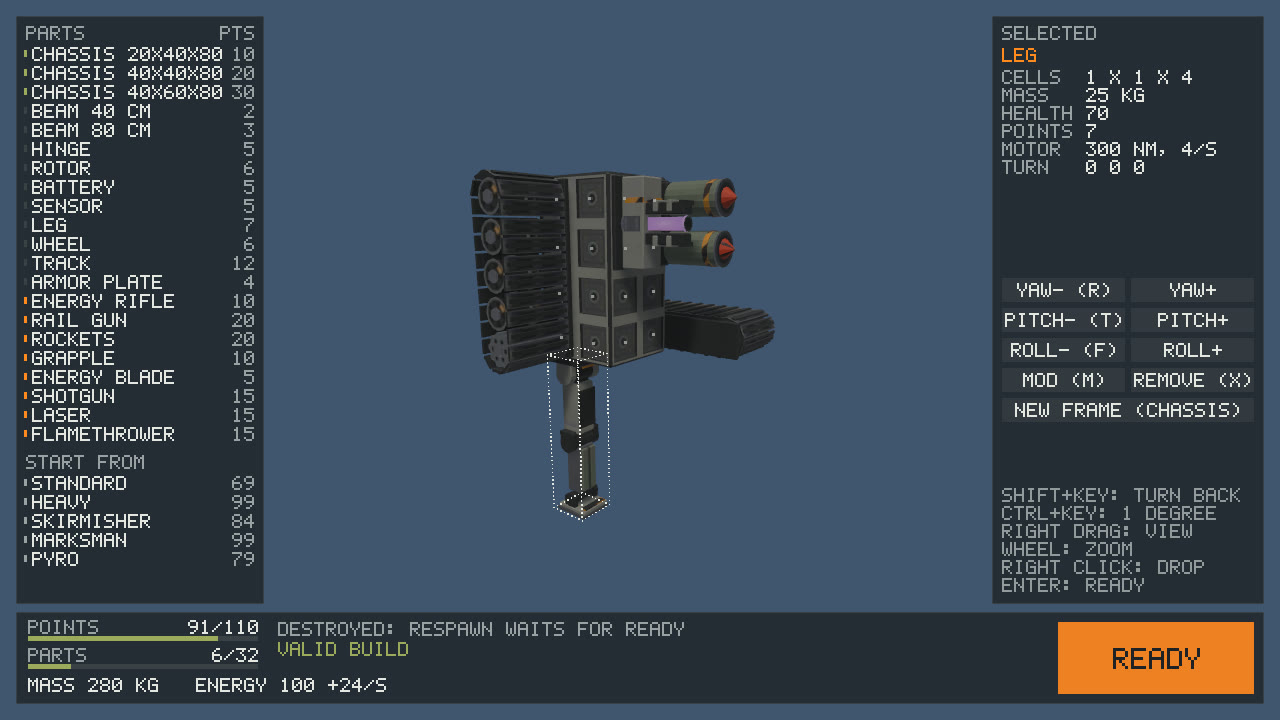 PARTS PTS
CHASSIS 20X40X80 10
CHASSIS 40X40X80 20
CHASSIS 40X60X80 30
BEAM 40 CM 2
BEAM 80 CM 3
HINGE 5
ROTOR 6
BATTERY 5
SENSOR 5
LEG 7
WHEEL 6
TRACK 12
ARMOR PLATE 4
ENERGY RIFLE 10
RAIL GUN 20
ROCKETS 20
GRAPPLE 10
ENERGY BLADE 5
SHOTGUN 15
LASER 15
FLAMETHROWER 15
START FROM
STANDARD 69
HEAVY 99
SKIRMISHER 84
MARKSMAN 99
PYRO 79
SELECTED
LEG
CELLS 1 X 1 X 4
MASS 25 KG
HEALTH 70
POINTS 7
MOTOR 300 NM, 4/S
TURN 0 0 0
YAW- (R) YAW+
PITCH- (T) PITCH+
ROLL- (F) ROLL+
MOD (M) REMOVE (X)
NEW FRAME (CHASSIS)
SHIFT+KEY: TURN BACK
CTRL+KEY: 1 DEGREE
RIGHT DRAG: VIEW
WHEEL: ZOOM
RIGHT CLICK: DROP
ENTER: READY
POINTS 91/110
PARTS 6/32
MASS 280 KG ENERGY 100 +24/S
DESTROYED: RESPAWN WAITS FOR READY
VALID BUILD
READY